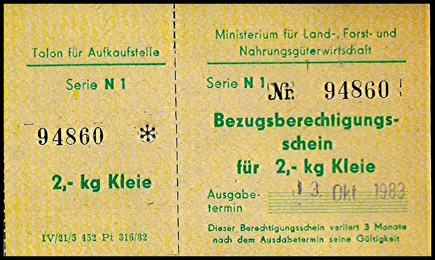 Talon für Aufkaufstelle
Serie N 1
94860 *
2,- kg Kleie
IV/21/5 452 Pt 316/82
Ministerium für Land-, Forst- und
Nahrungsgüterwirtschaft
Serie N 1 Nr. 94860
Bezugsberechtigungs-
schein
für 2,- kg Kleie
Ausgabe-
termin
13. Okt 1983
Dieser Berechtigungsschein verliert 3 Monate
nach dem Ausdabetermin seine Gültigkeit